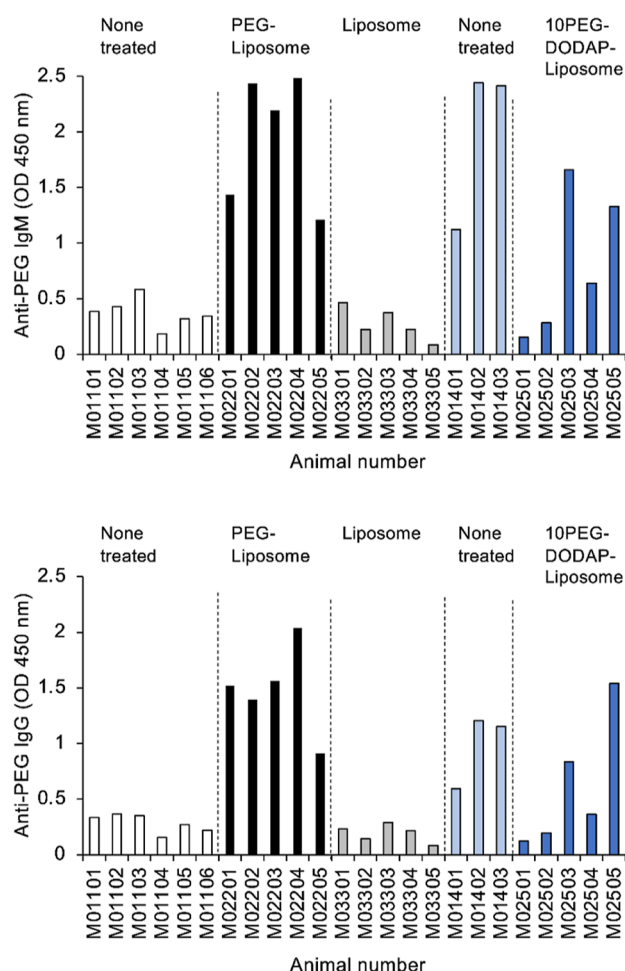 None treated
PEG-Liposome
Liposome
None treated
10PEG-DODAP-Liposome
Anti-PEG IgM (OD 450 nm)
2.5
2
1.5
1
0.5
0
M01101
M01102
M01103
M01104
M01105
M01106
M02201
M02202
M02203
M02204
M02205
M03301
M03302
M03303
M03304
M03305
M01401
M01402
M01403
M02501
M02502
M02503
M02504
M02505
Animal number
None treated
PEG-Liposome
Liposome
None treated
10PEG-DODAP-Liposome
Anti-PEG IgG (OD 450 nm)
2.5
2
1.5
1
0.5
0
M01101
M01102
M01103
M01104
M01105
M01106
M02201
M02202
M02203
M02204
M02205
M03301
M03302
M03303
M03304
M03305
M01401
M01402
M01403
M02501
M02502
M02503
M02504
M02505
Animal number